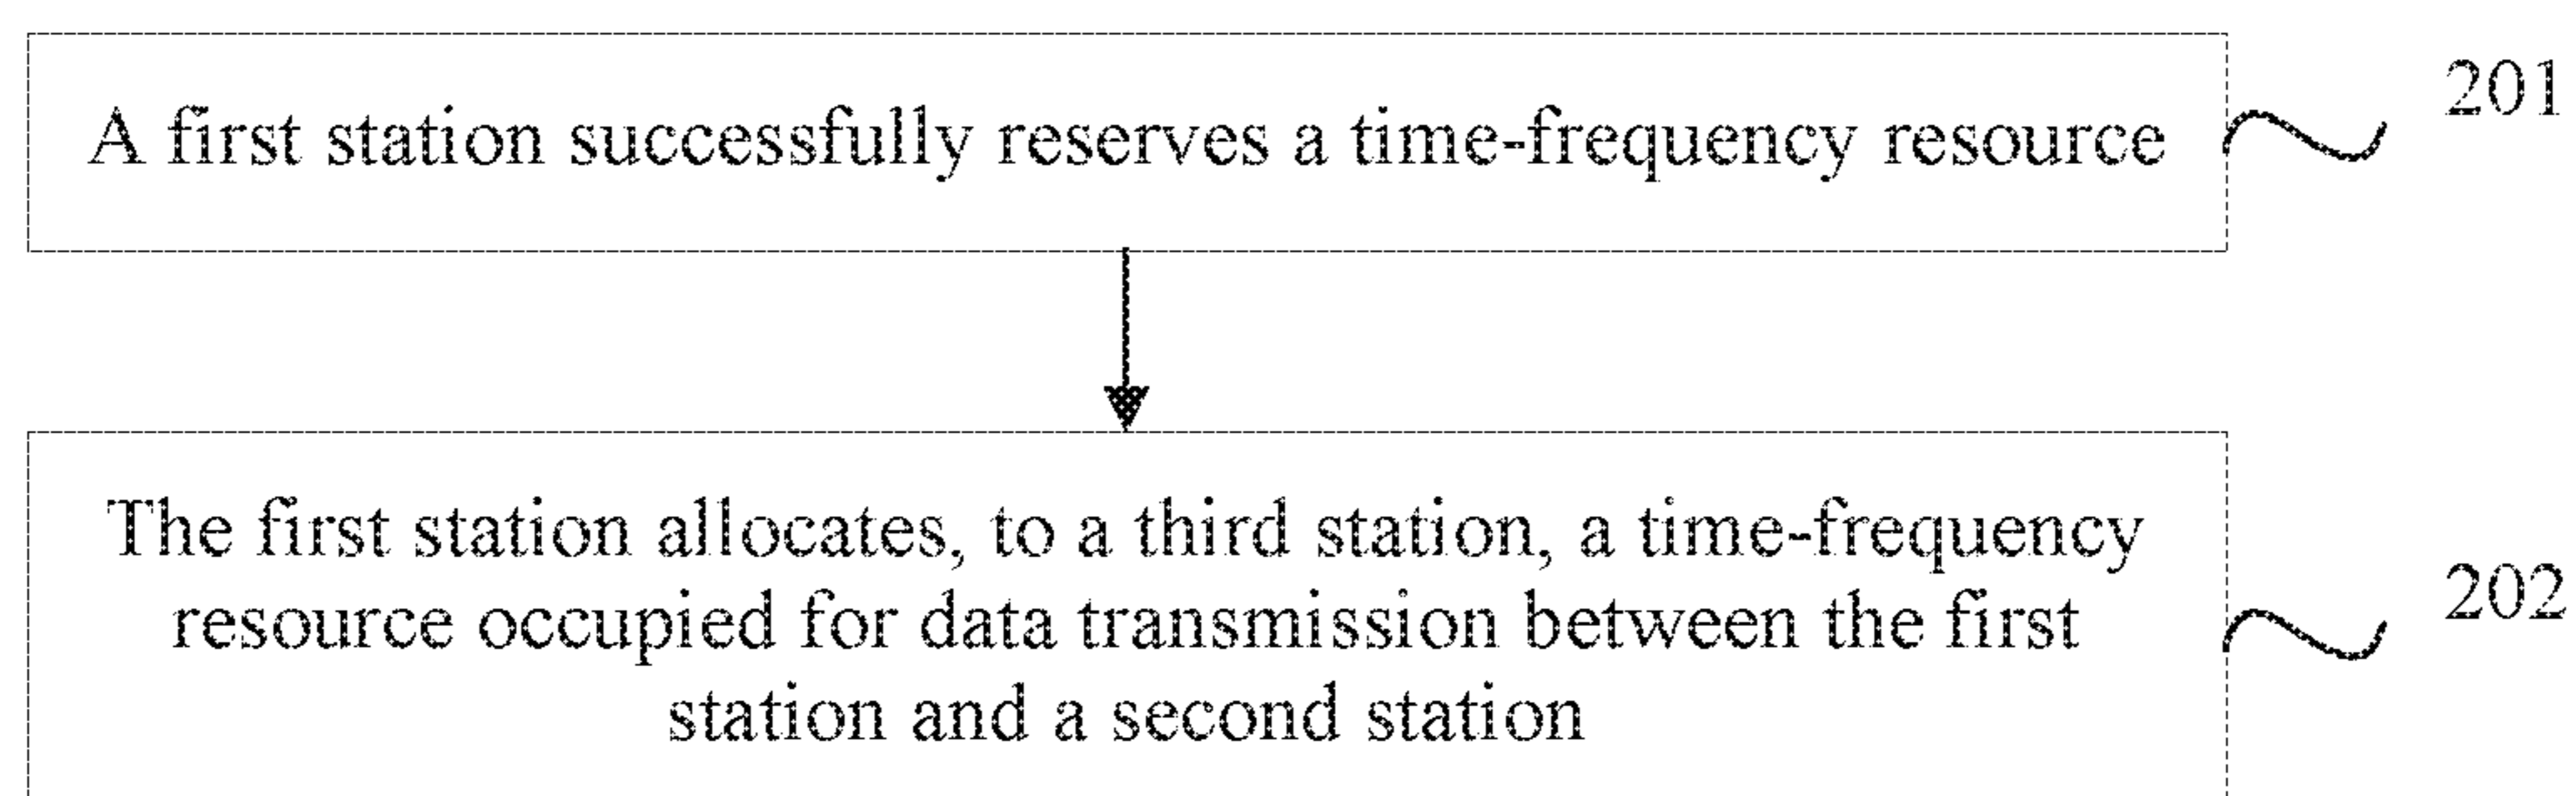 A first station successfully reserves a time-frequency resource
201
The first station allocates, to a third station, a time-frequency
resource occupied for data transmission between the first
station and a second station
202